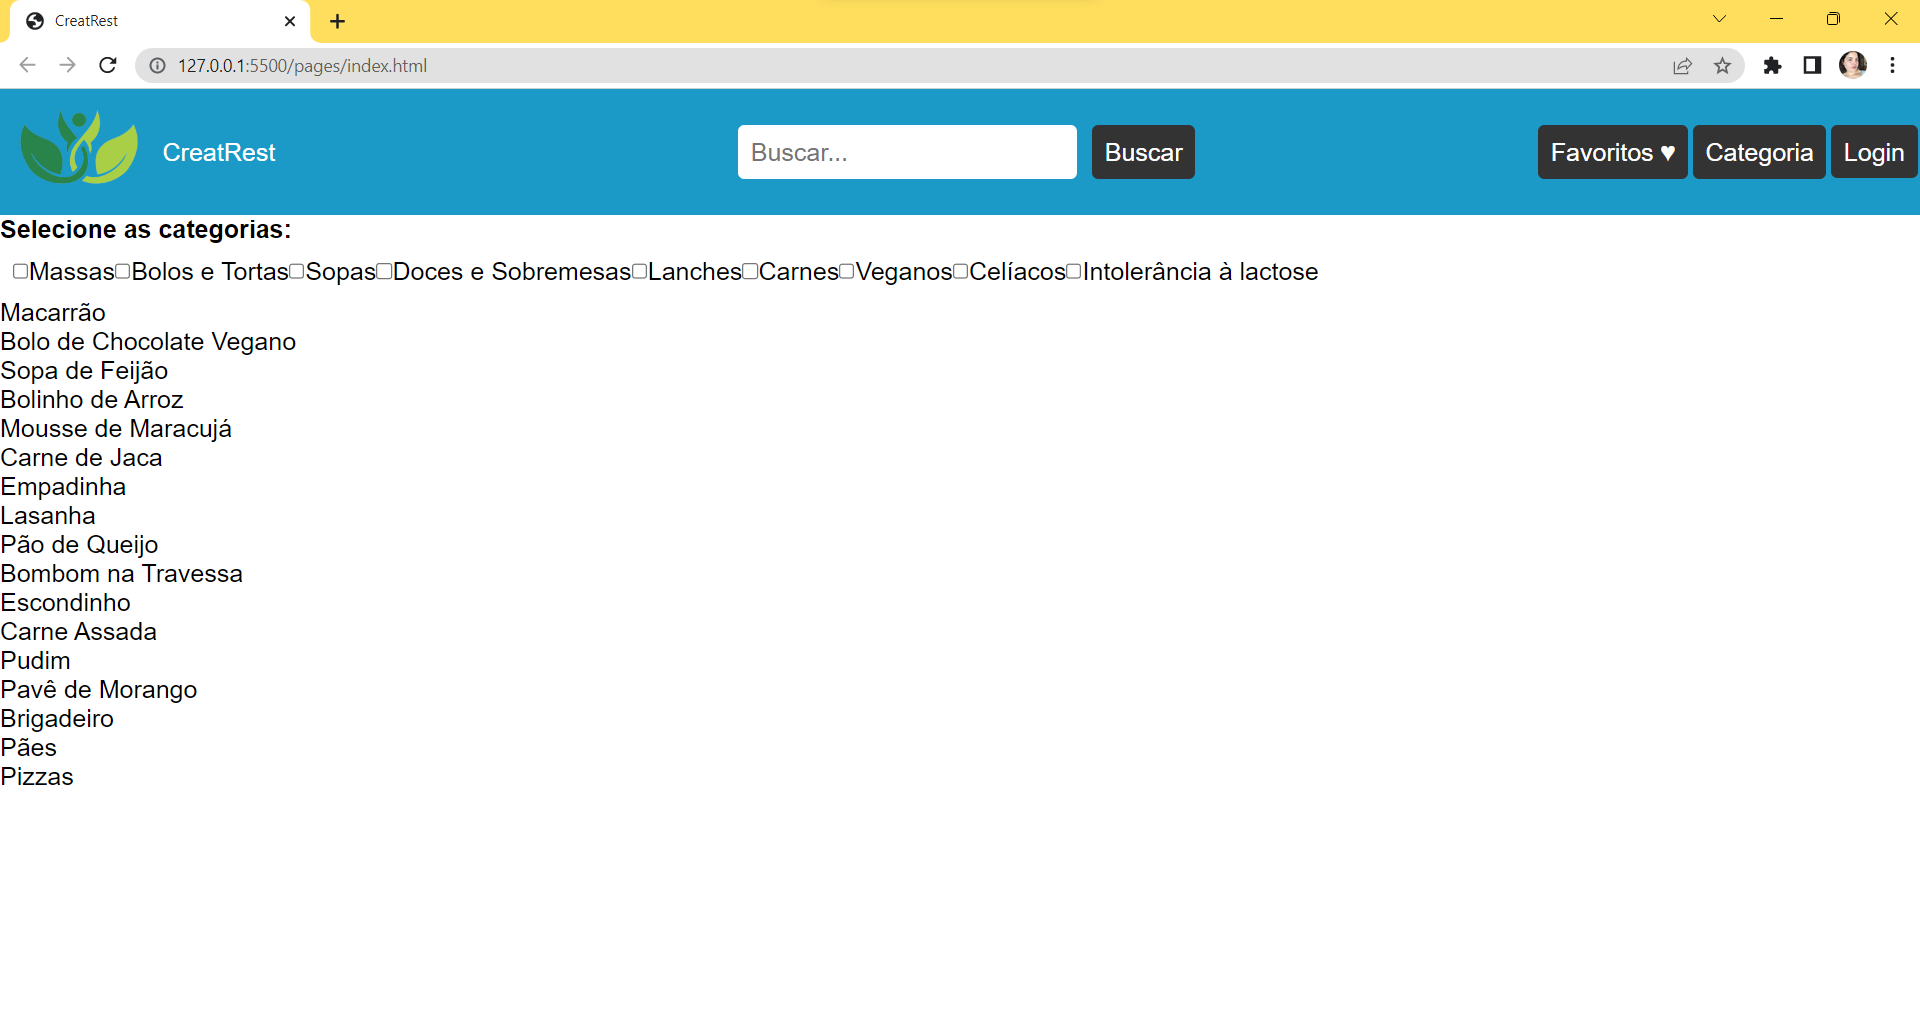 CreatRest
127.0.0.1:5500/pages/index.html
CreatRest
Buscar...
Buscar
Favoritos ♥
Categoria
Login
Selecione as categorias:
Massas Bolos e Tortas Sopas Doces e Sobremesas Lanches Carnes Veganos Celíacos Intolerância à lactose
Macarrão
Bolo de Chocolate Vegano
Sopa de Feijão
Bolinho de Arroz
Mousse de Maracujá
Carne de Jaca
Empadinha
Lasanha
Pão de Queijo
Bombom na Travessa
Escondinho
Carne Assada
Pudim
Pavê de Morango
Brigadeiro
Pães
Pizzas